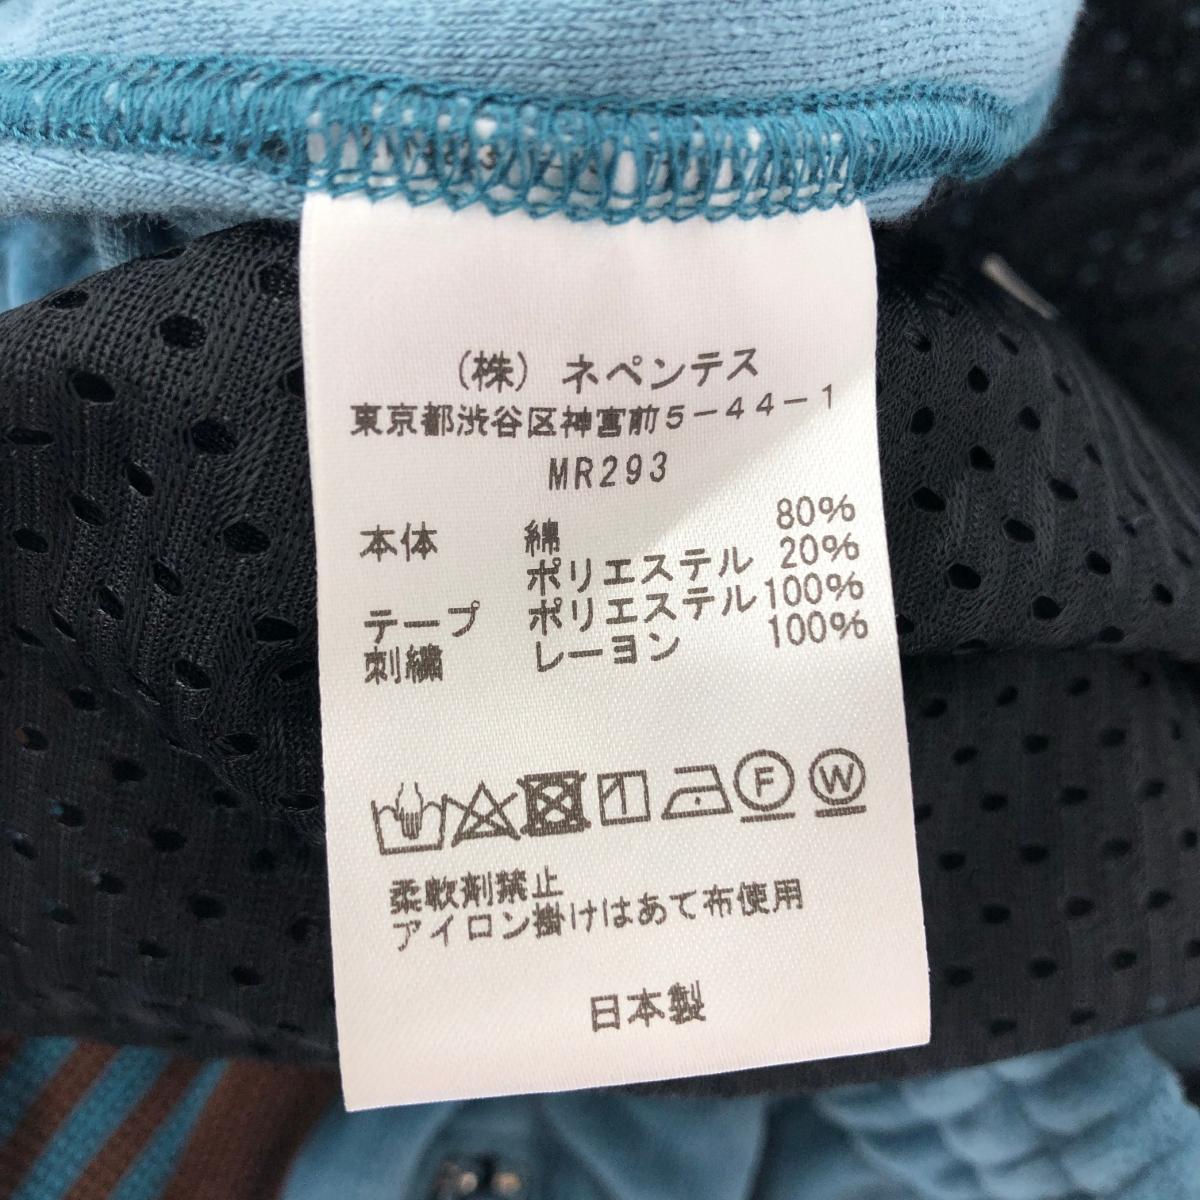 (株) ネペンテス
東京都渋谷区神宮前5-44-1
MR293
本体 綿 80%
ポリエステル 20%
テープ ポリエステル 100%
刺繍 レーヨン 100%
F W
柔軟剤禁止
アイロン掛けはあて布使用
日本製